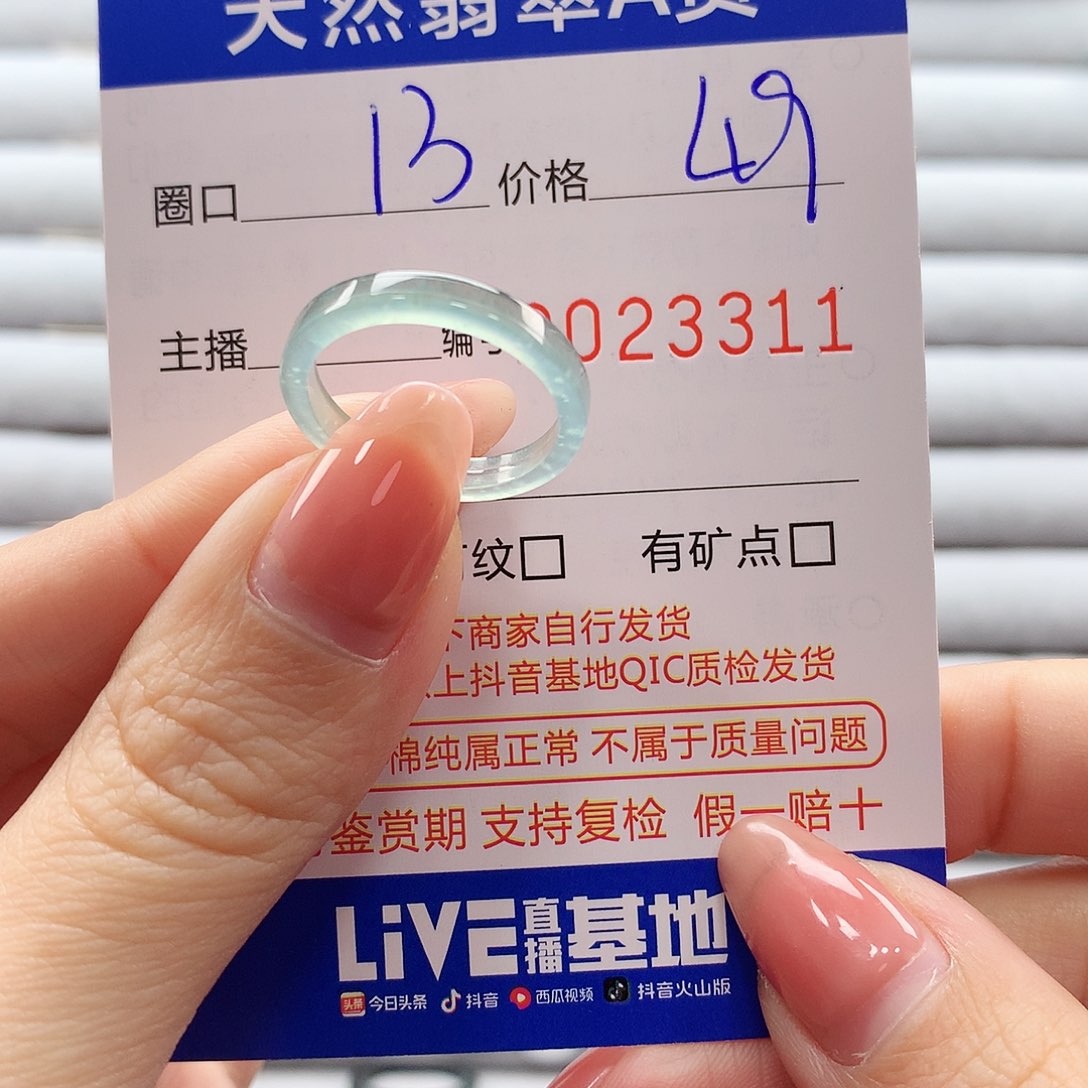 天然翡翠A货
圈口 13 价格 49
主播 编号 0023311
纹□ 有矿点□
下商家自行发货
以上抖音基地QIC质检发货
棉纯属正常 不属于质量问题
鉴赏期 支持复检 假一赔十
LiVE直播基地
头条 今日头条 抖音 西瓜视频 抖音火山版